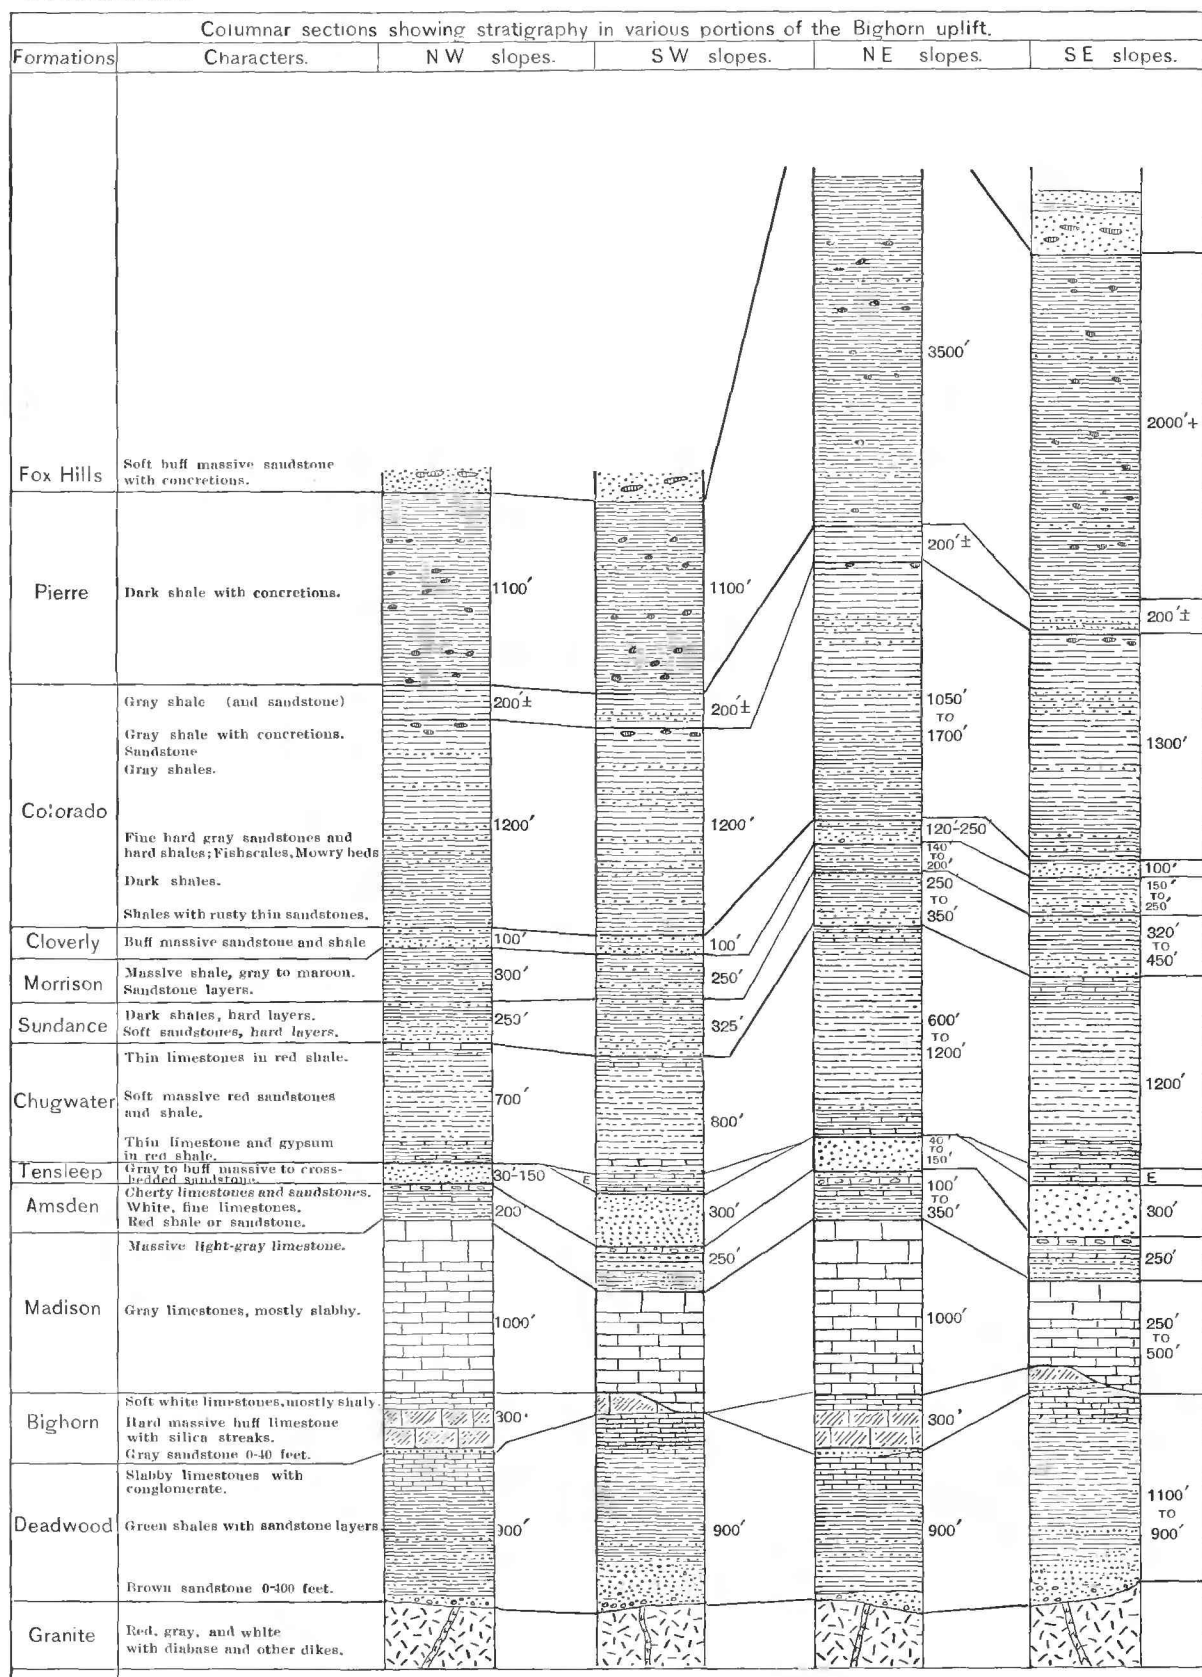 Columnar sections showing stratigraphy in various portions of the Bighorn uplift.
Formations
Characters.
NW slopes.
SW slopes.
NE slopes.
SE slopes.
Fox Hills
Soft buff massive sandstone
with concretions.
3500′
2000′+
Pierre
Dark shale with concretions.
1100′
1100′
200′±
200′±
Colorado
Gray shale (and sandstone)
200′±
200′±
Gray shale with concretions.
Sandstone
Gray shales.
Fine hard gray sandstones and
hard shales; Fishscales, Mowry beds
Dark shales.
Shales with rusty thin sandstones.
1200′
1200′
1050′
TO
1700′
1300′
Cloverly
Buff massive sandstone and shale
100′
100′
120-250
100′
Morrison
Massive shale, gray to maroon.
Sandstone layers.
300′
250′
140′
TO
200′
150′
TO
250′
Sundance
Dark shales, hard layers.
Soft sandstones, hard layers.
250′
325′
250
TO
350′
320′
TO
450′
Chugwater
Thin limestones in red shale.
Soft massive red sandstones
and shale.
Thin limestone and gypsum
in red shale.
700′
800′
600′
TO
1200′
1200′
Tensleep
Gray to buff massive to cross-
bedded sandstone.
30′-150
E
300′
40′
TO
150′
E
300′
Amsden
Cherty limestones and sandstones.
White, fine limestones.
Red shale or sandstone.
200′
250′
100′
TO
350′
250′
Madison
Massive light-gray limestone.
Gray limestones, mostly slabby.
1000′
1000′
250′
TO
500′
Bighorn
Soft white limestones, mostly shaly.
Hard massive buff limestone
with silica streaks.
Gray sandstone 0-40 feet.
300′
300′
Deadwood
Slabby limestones with
conglomerate.
Green shales with sandstone layers.
Brown sandstone 0-400 feet.
900′
900′
900′
1100′
TO
900′
Granite
Red, gray, and white
with diabase and other dikes.